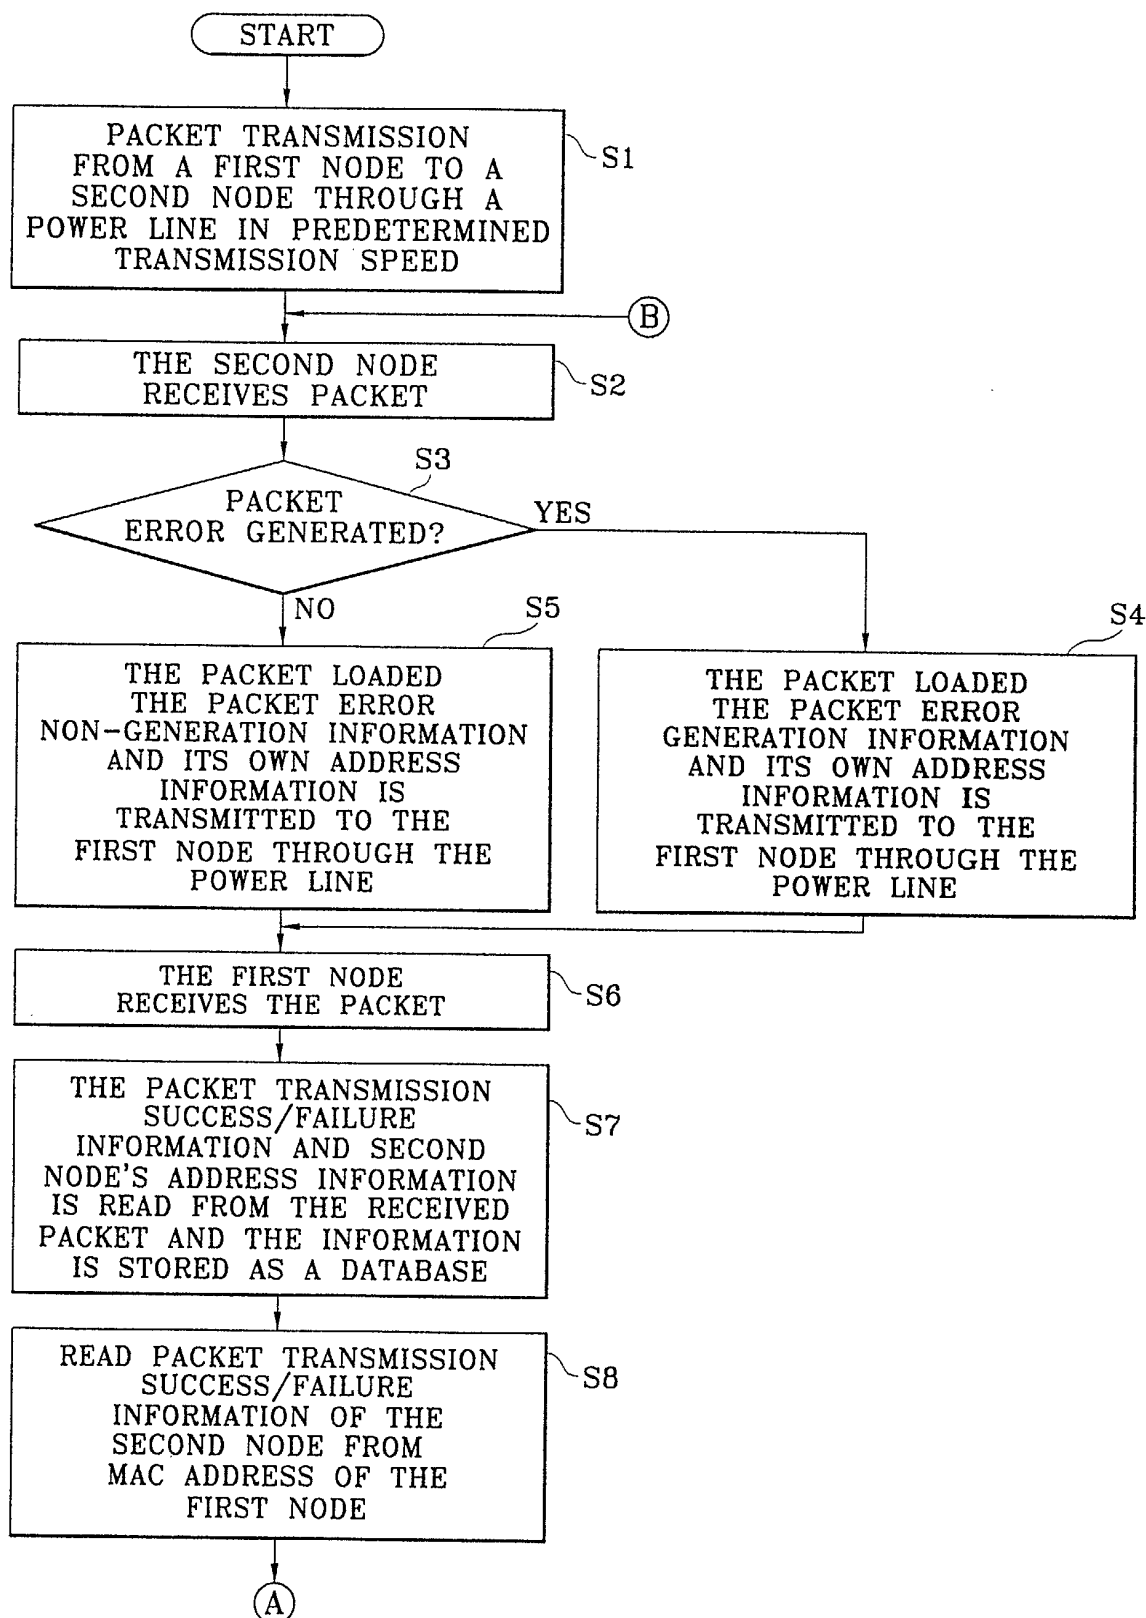 START
PACKET TRANSMISSION
FROM A FIRST NODE TO A
SECOND NODE THROUGH A
POWER LINE IN PREDETERMINED
TRANSMISSION SPEED
S1
B
THE SECOND NODE
RECEIVES PACKET
S2
S3
PACKET
ERROR GENERATED?
YES
NO
S5
THE PACKET LOADED
THE PACKET ERROR
NON-GENERATION INFORMATION
AND ITS OWN ADDRESS
INFORMATION IS
TRANSMITTED TO THE
FIRST NODE THROUGH THE
POWER LINE
S4
THE PACKET LOADED
THE PACKET ERROR
GENERATION INFORMATION
AND ITS OWN ADDRESS
INFORMATION IS
TRANSMITTED TO THE
FIRST NODE THROUGH THE
POWER LINE
THE FIRST NODE
RECEIVES THE PACKET
S6
THE PACKET TRANSMISSION
SUCCESS/FAILURE
INFORMATION AND SECOND
NODE'S ADDRESS INFORMATION
IS READ FROM THE RECEIVED
PACKET AND THE INFORMATION
IS STORED AS A DATABASE
S7
READ PACKET TRANSMISSION
SUCCESS/FAILURE
INFORMATION OF THE
SECOND NODE FROM
MAC ADDRESS OF THE
FIRST NODE
S8
A